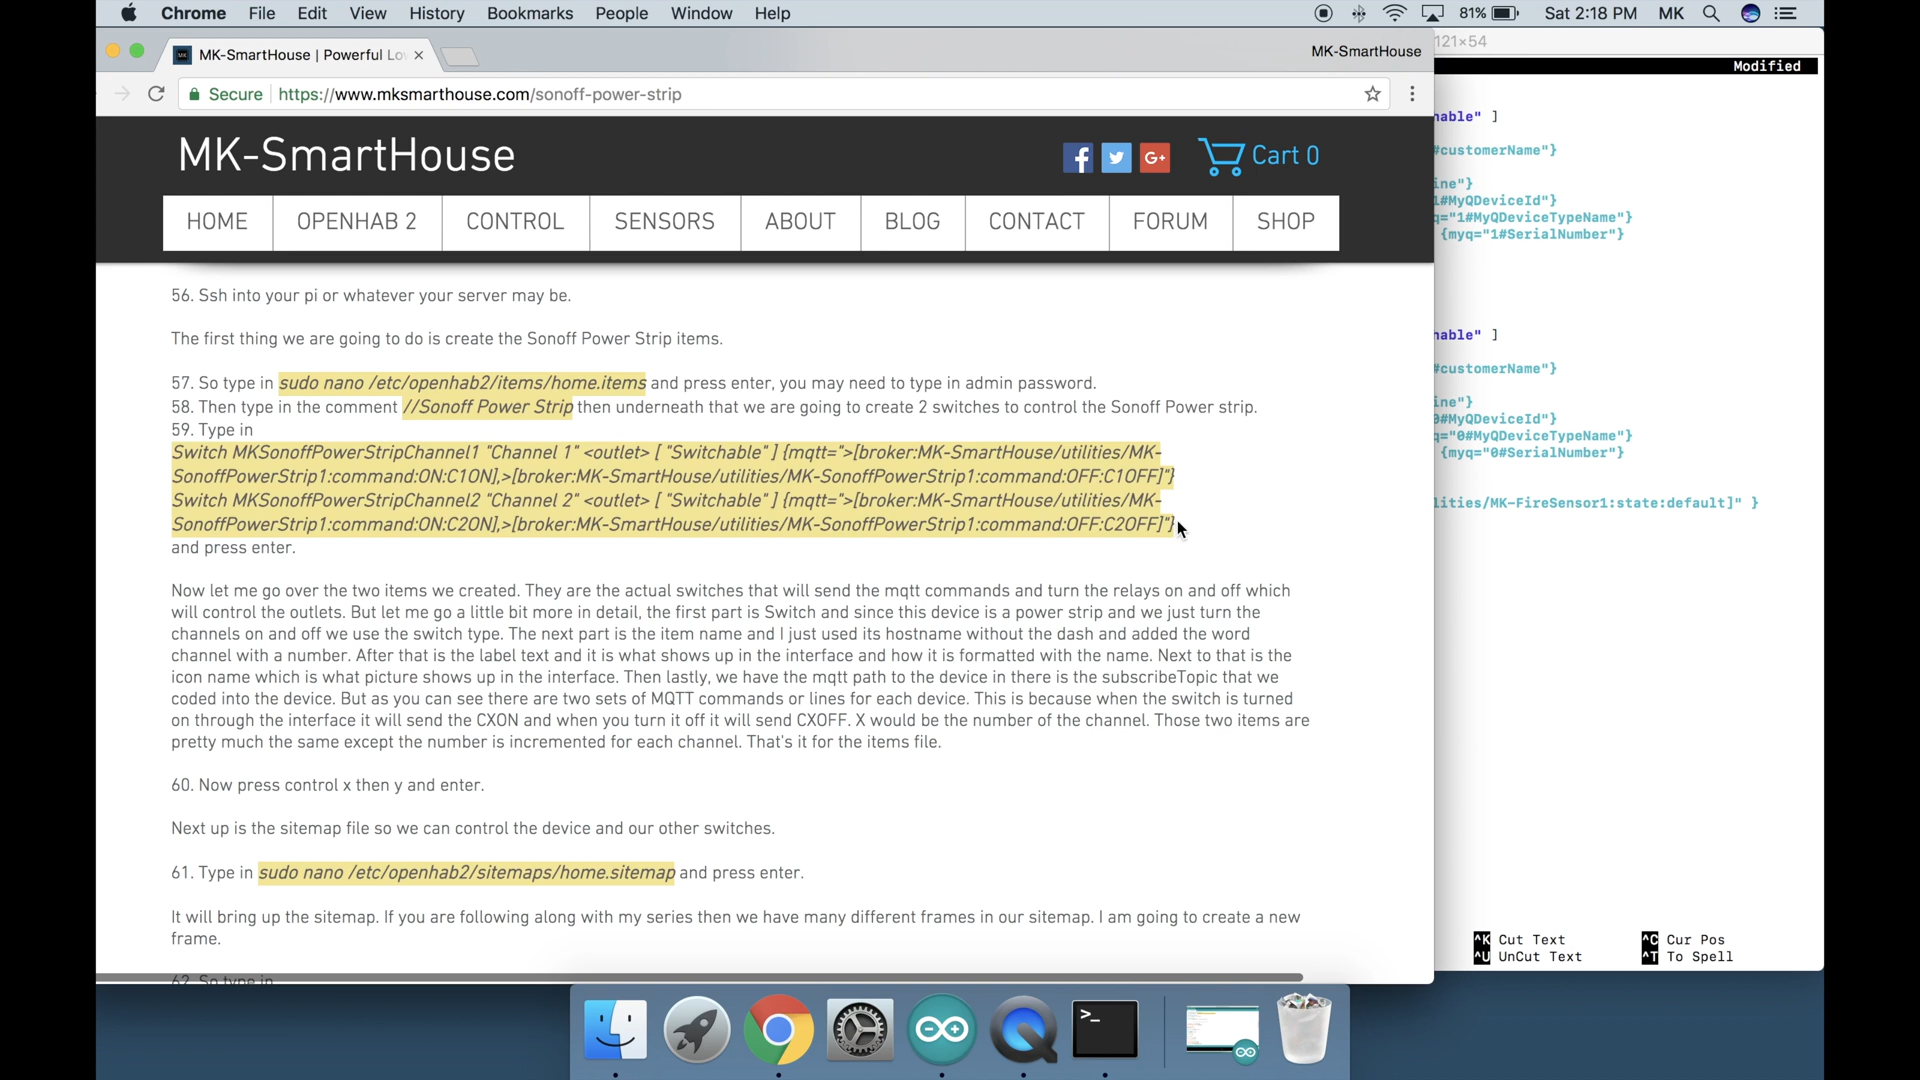 Chrome File Edit View History Bookmarks People Window Help 81% Sat 2:18 PM MK
MK-SmartHouse | Powerful Lo
MK-SmartHouse
121×54
Modified
Secure https://www.mksmarthouse.com/sonoff-power-strip
MK-SmartHouse
f G+ Cart 0
HOME OPENHAB 2 CONTROL SENSORS ABOUT BLOG CONTACT FORUM SHOP
56. Ssh into your pi or whatever your server may be.
The first thing we are going to do is create the Sonoff Power Strip items.
57. So type in sudo nano /etc/openhab2/items/home.items and press enter, you may need to type in admin password.
58. Then type in the comment //Sonoff Power Strip then underneath that we are going to create 2 switches to control the Sonoff Power strip.
59. Type in
Switch MKSonoffPowerStripChannel1 "Channel 1" <outlet> [ "Switchable" ] {mqtt=">[broker:MK-SmartHouse/utilities/MK-
SonoffPowerStrip1:command:ON:C1ON],>[broker:MK-SmartHouse/utilities/MK-SonoffPowerStrip1:command:OFF:C1OFF]"}
Switch MKSonoffPowerStripChannel2 "Channel 2" <outlet> [ "Switchable" ] {mqtt=">[broker:MK-SmartHouse/utilities/MK-
SonoffPowerStrip1:command:ON:C2ON],>[broker:MK-SmartHouse/utilities/MK-SonoffPowerStrip1:command:OFF:C2OFF]"}
and press enter.
Now let me go over the two items we created. They are the actual switches that will send the mqtt commands and turn the relays on and off which
will control the outlets. But let me go a little bit more in detail, the first part is Switch and since this device is a power strip and we just turn the
channels on and off we use the switch type. The next part is the item name and I just used its hostname without the dash and added the word
channel with a number. After that is the label text and it is what shows up in the interface and how it is formatted with the name. Next to that is the
icon name which is what picture shows up in the interface. Then lastly, we have the mqtt path to the device in there is the subscribeTopic that we
coded into the device. But as you can see there are two sets of MQTT commands or lines for each device. This is because when the switch is turned
on through the interface it will send the CXON and when you turn it off it will send CXOFF. X would be the number of the channel. Those two items are
pretty much the same except the number is incremented for each channel. That's it for the items file.
60. Now press control x then y and enter.
Next up is the sitemap file so we can control the device and our other switches.
61. Type in sudo nano /etc/openhab2/sitemaps/home.sitemap and press enter.
It will bring up the sitemap. If you are following along with my series then we have many different frames in our sitemap. I am going to create a new
frame.
62. So type in
hable" ]
#customerName"}
ine"}
1#MyQDeviceId"}
q="1#MyQDeviceTypeName"}
{myq="1#SerialNumber"}
hable" ]
#customerName"}
ine"}
0#MyQDeviceId"}
q="0#MyQDeviceTypeName"}
{myq="0#SerialNumber"}
lities/MK-FireSensor1:state:default]" }
^K Cut Text ^C Cur Pos
^U UnCut Text ^T To Spell
>_